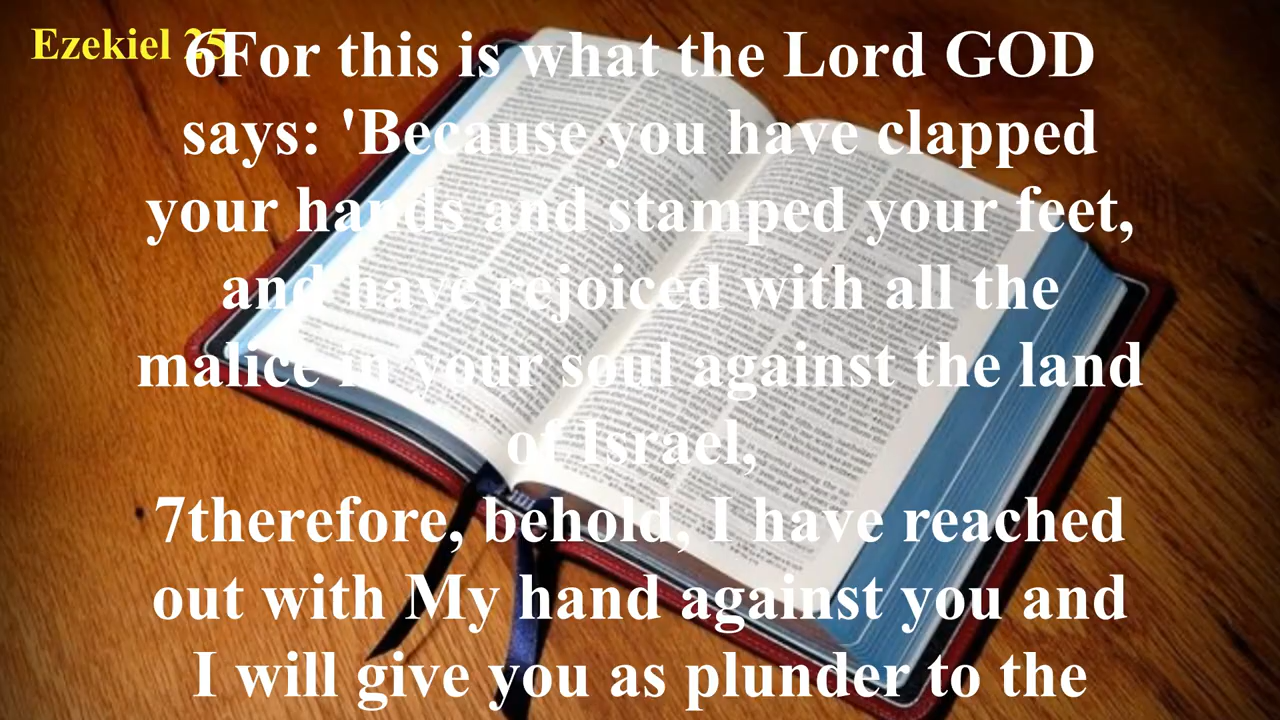 Ezekiel 25
6For this is what the Lord GOD
says: 'Because you have clapped
your hands and stamped your feet,
and have rejoiced with all the
malice in your soul against the land
of Israel,
7therefore, behold, I have reached
out with My hand against you and
I will give you as plunder to the